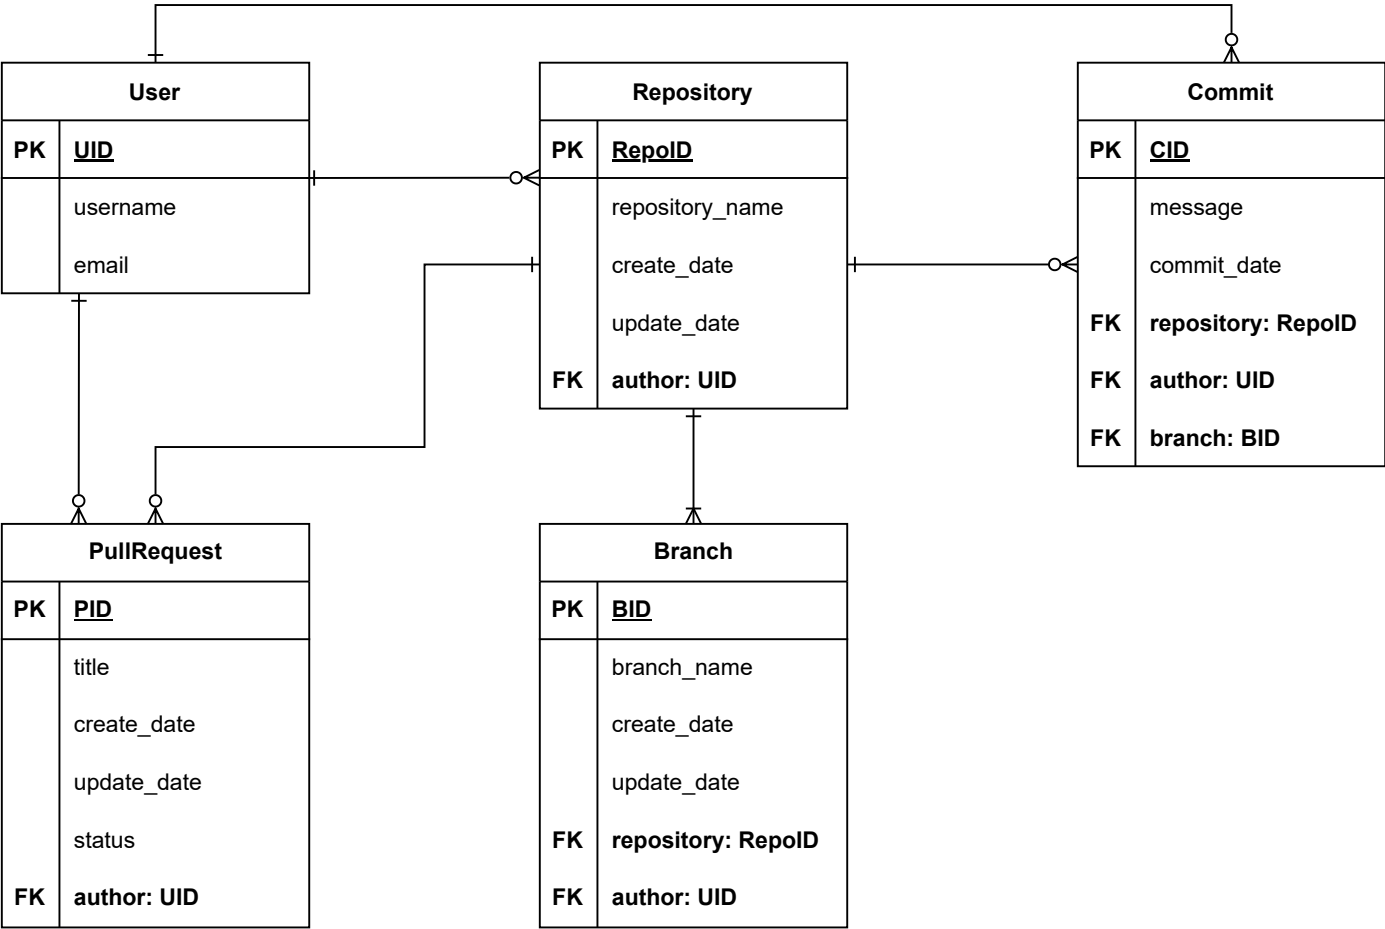 User
PK UID
username
email
Repository
PK RepoID
repository_name
create_date
update_date
FK author: UID
Commit
PK CID
message
commit_date
FK repository: RepoID
FK author: UID
FK branch: BID
PullRequest
PK PID
title
create_date
update_date
status
FK author: UID
Branch
PK BID
branch_name
create_date
update_date
FK repository: RepoID
FK author: UID